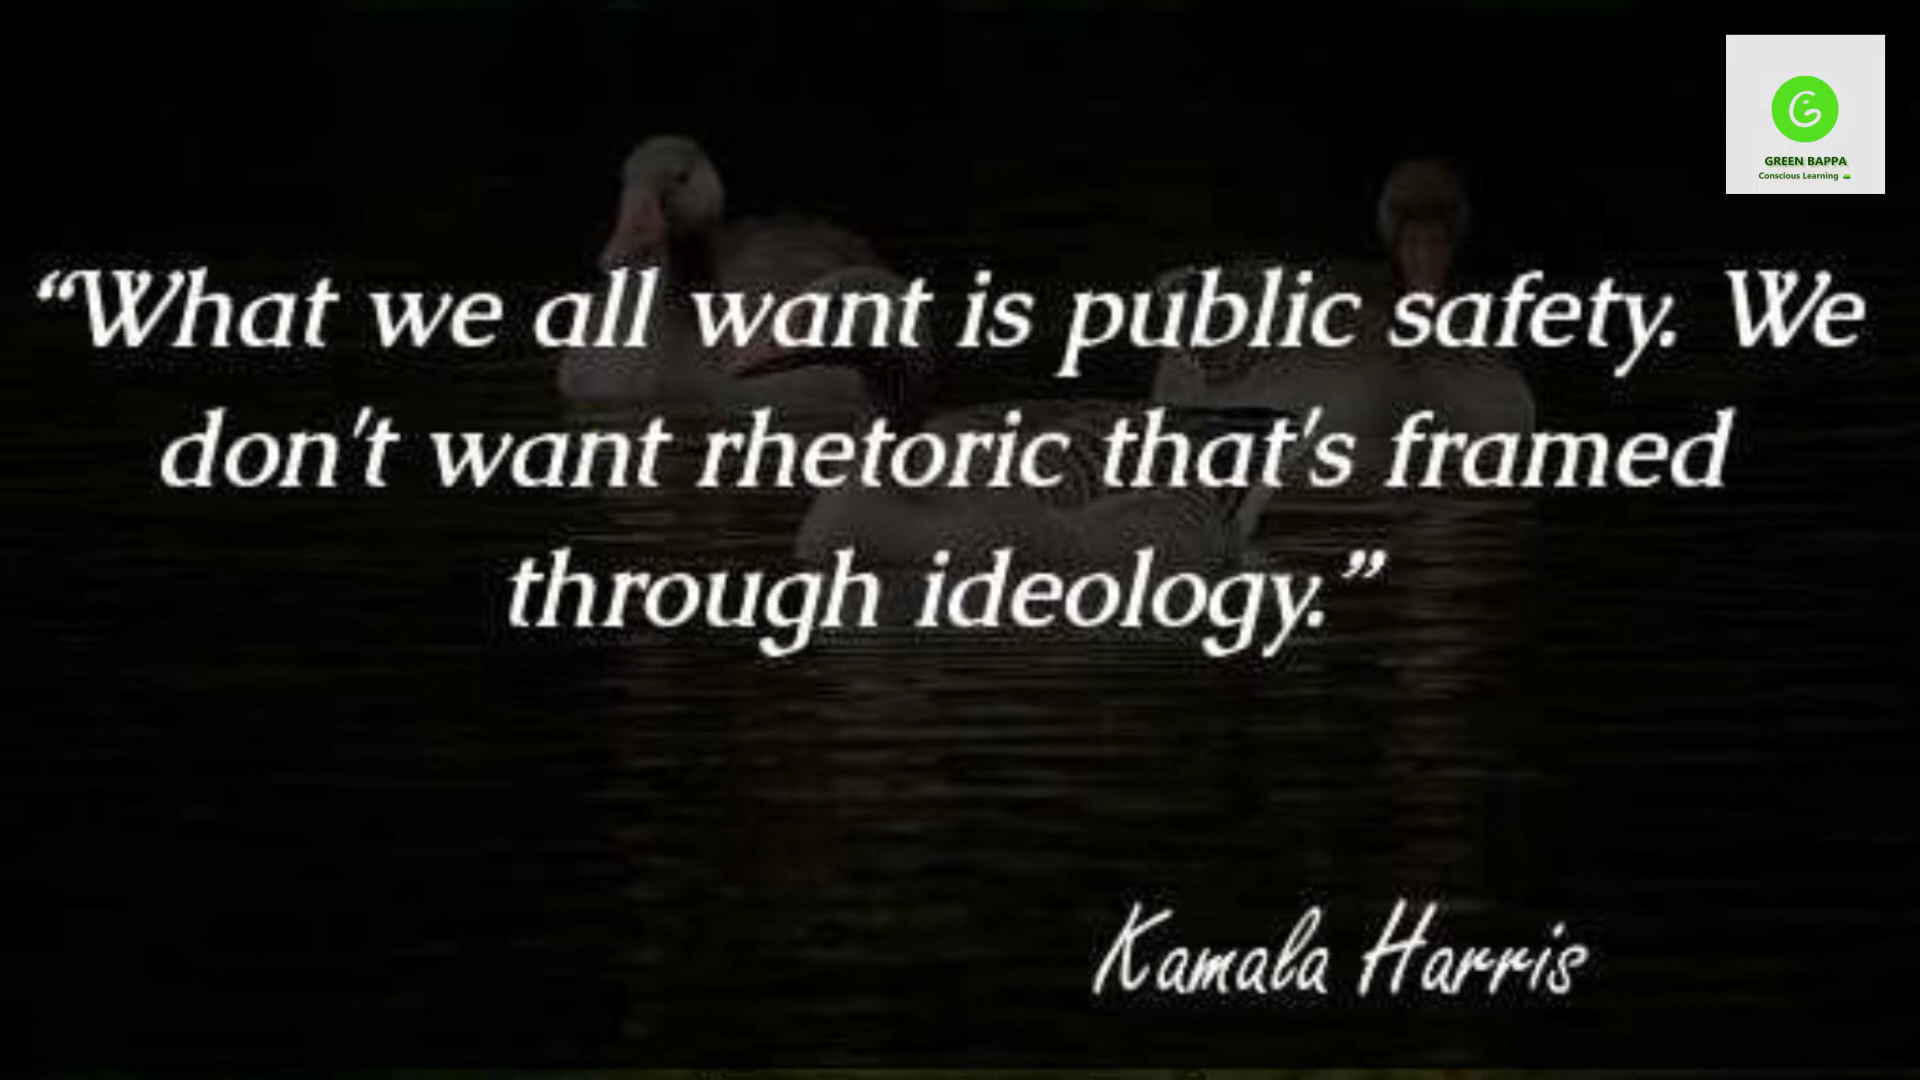 GREEN BAPPA
Conscious Learning
“What we all want is public safety. We
don't want rhetoric that's framed
through ideology.”
Kamala Harris